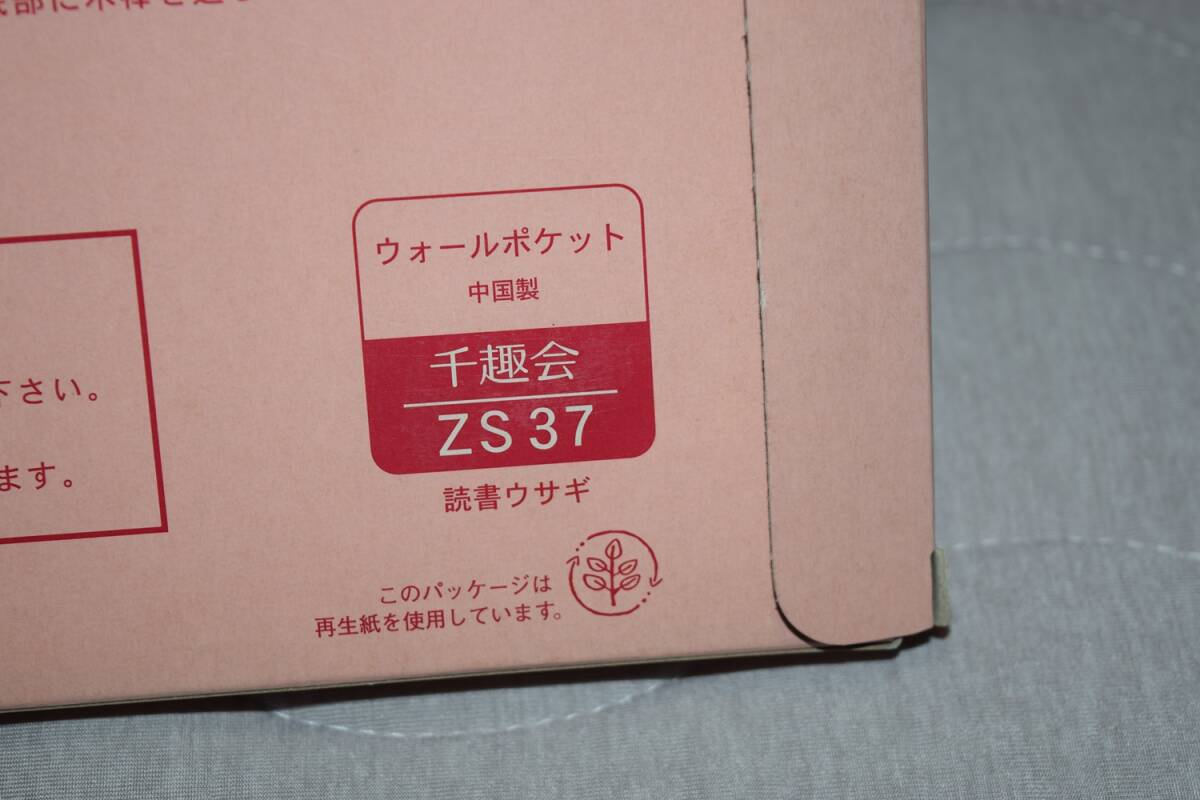 下さい。
ます。
ウォールポケット
中国製
千趣会
ZS37
読書ウサギ
このパッケージは
再生紙を使用しています。